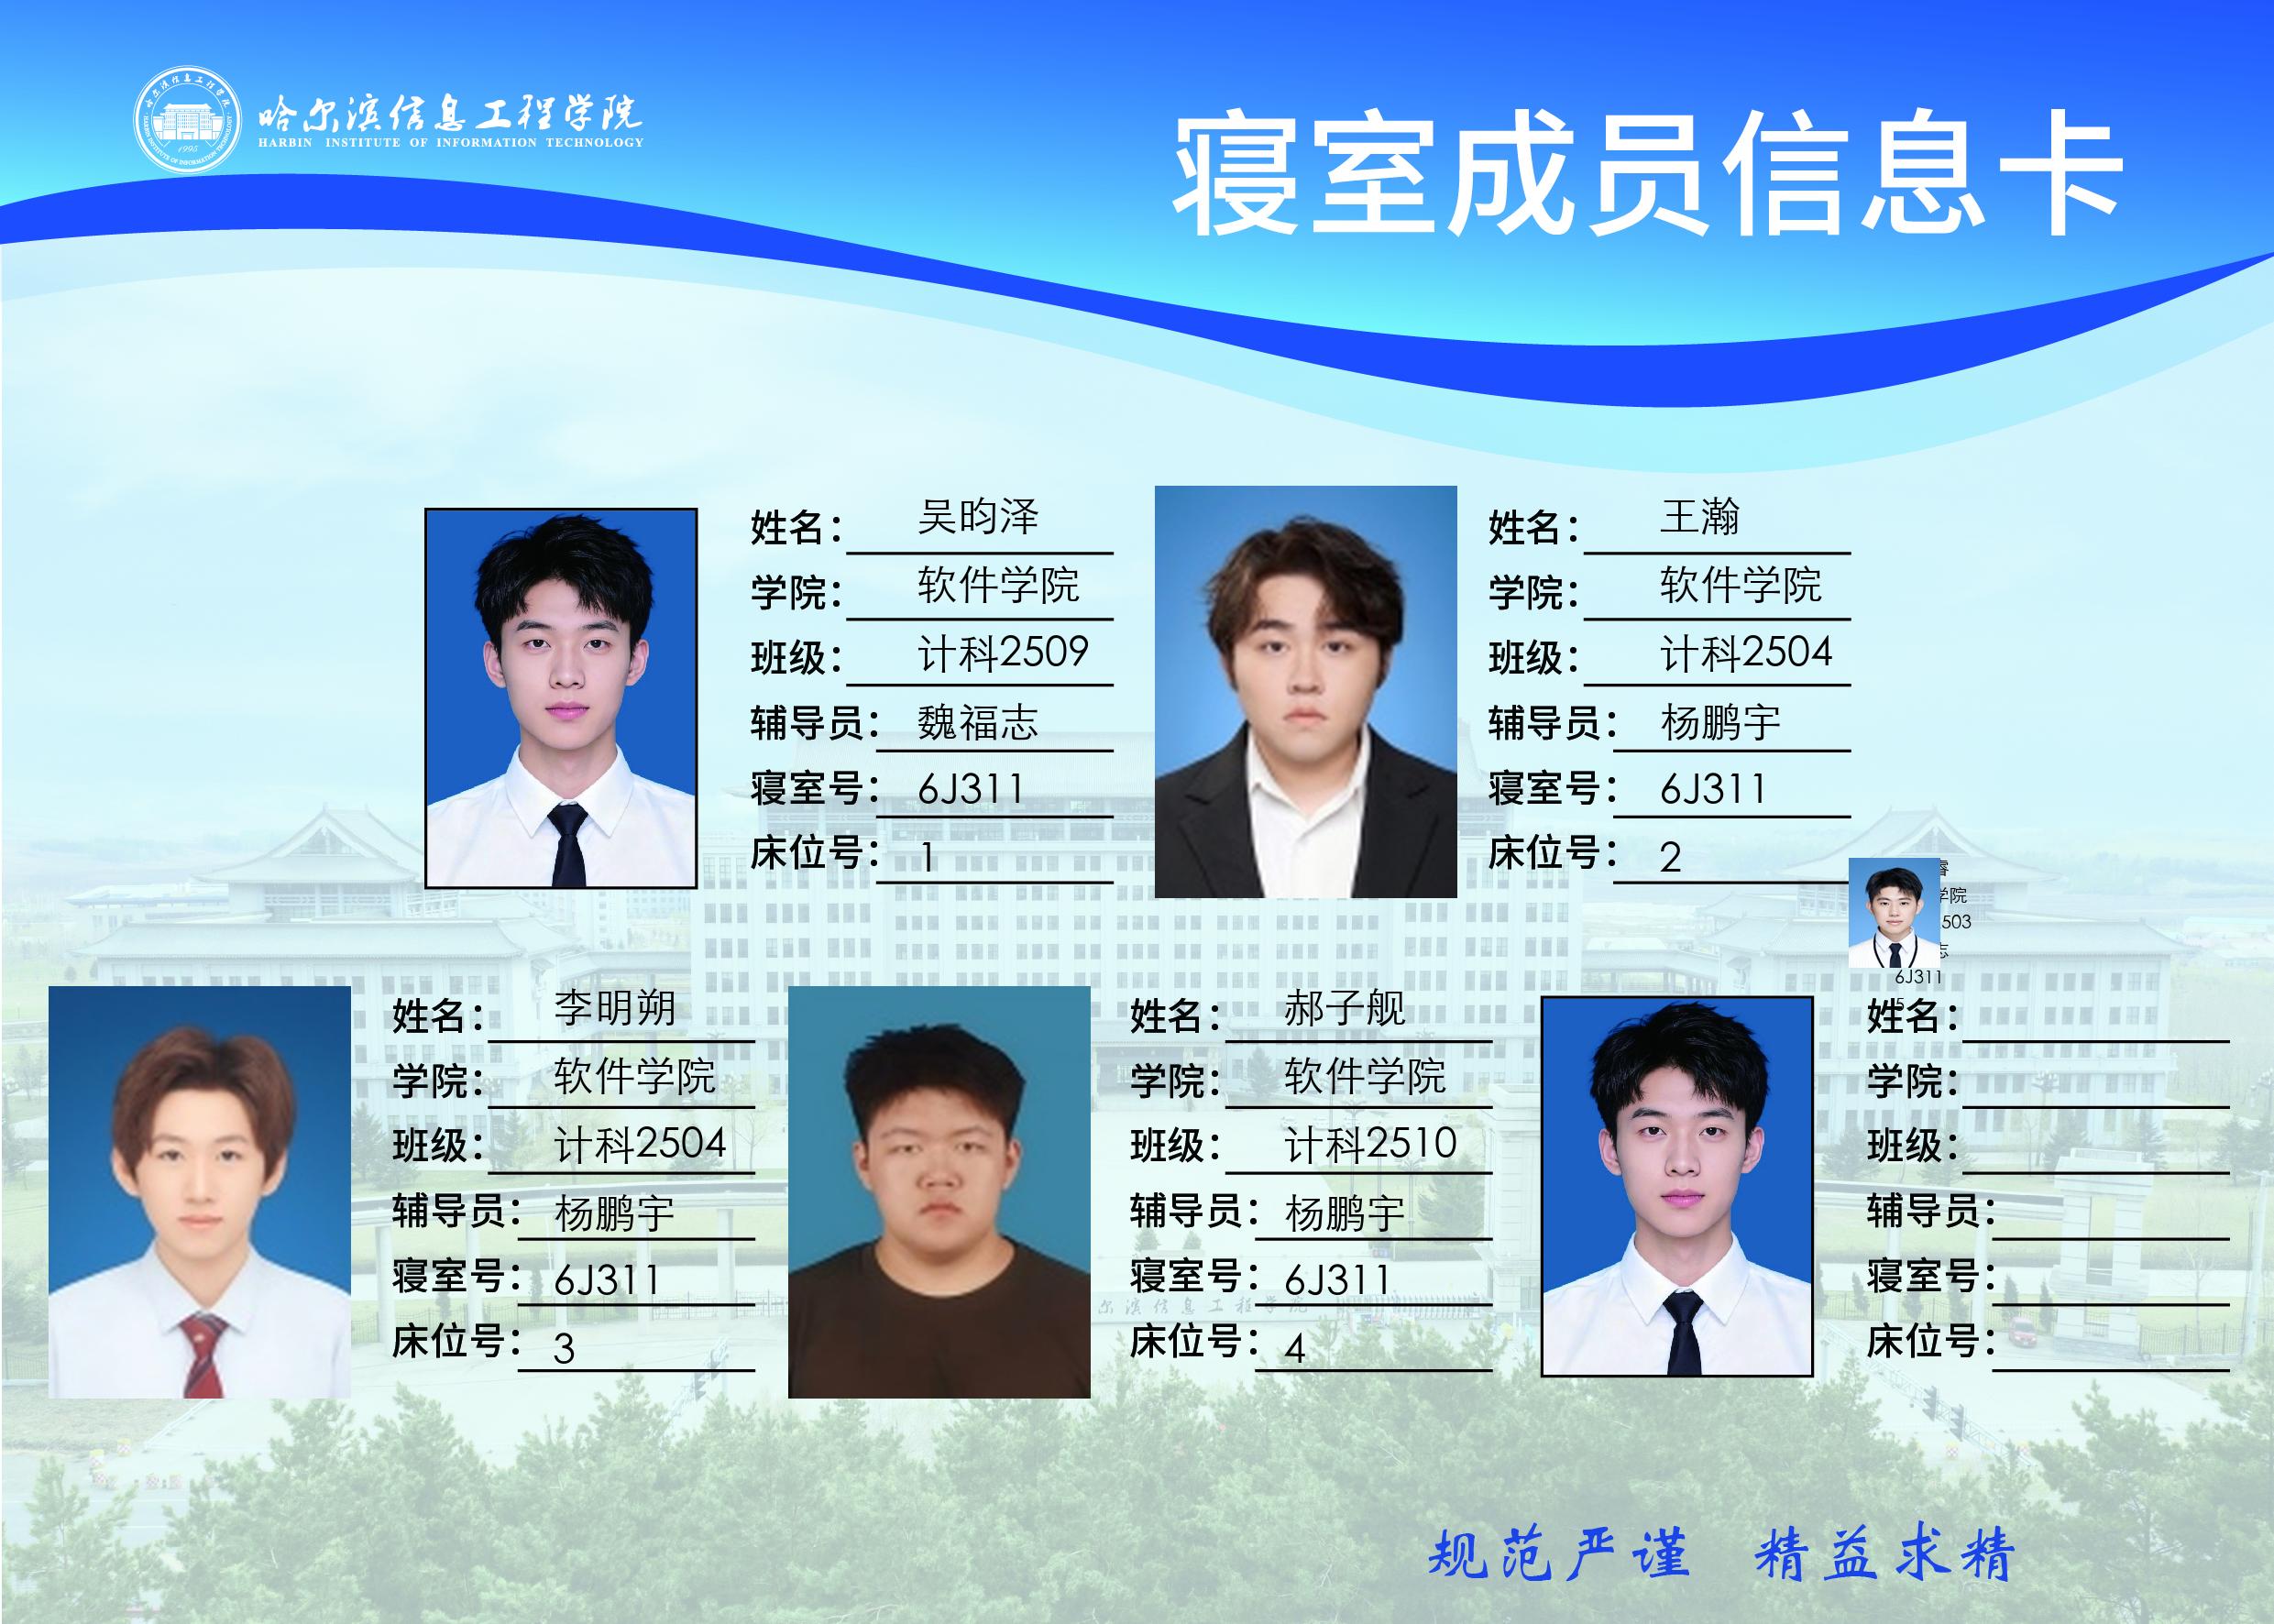 哈尔滨信息工程学院
HARBIN INSTITUTE OF INFORMATION TECHNOLOGY
1995
寝室成员信息卡
姓名： 吴昀泽
学院： 软件学院
班级： 计科2509
辅导员： 魏福志
寝室号： 6J311
床位号： 1
姓名： 王瀚
学院： 软件学院
班级： 计科2504
辅导员： 杨鹏宇
寝室号： 6J311
床位号： 2
睿
学院
503
志
6J311
5
姓名： 李明朔
学院： 软件学院
班级： 计科2504
辅导员： 杨鹏宇
寝室号： 6J311
床位号： 3
姓名： 郝子舰
学院： 软件学院
班级： 计科2510
辅导员： 杨鹏宇
寝室号： 6J311
床位号： 4
姓名：
学院：
班级：
辅导员：
寝室号：
床位号：
规范严谨 精益求精